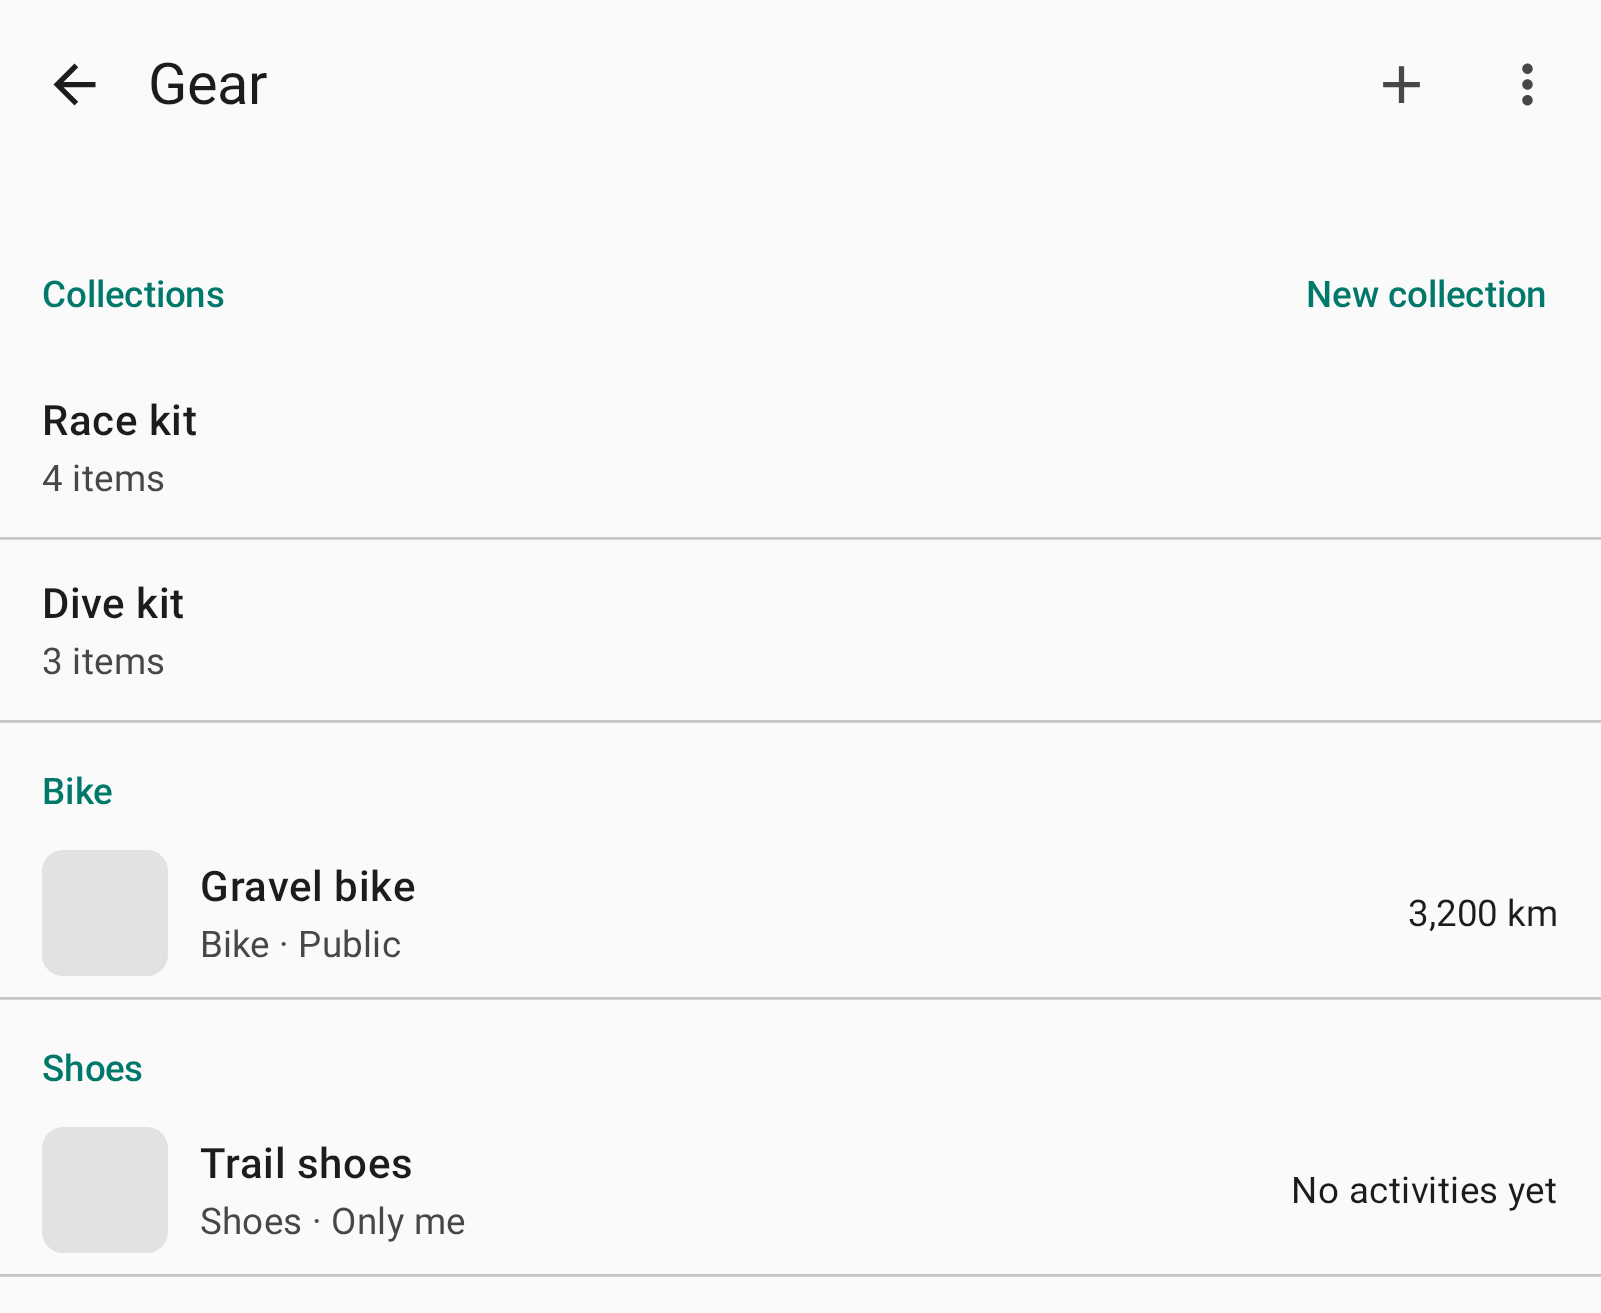 Gear
Collections
New collection
Race kit
4 items
Dive kit
3 items
Bike
Gravel bike
Bike · Public
3,200 km
Shoes
Trail shoes
Shoes · Only me
No activities yet